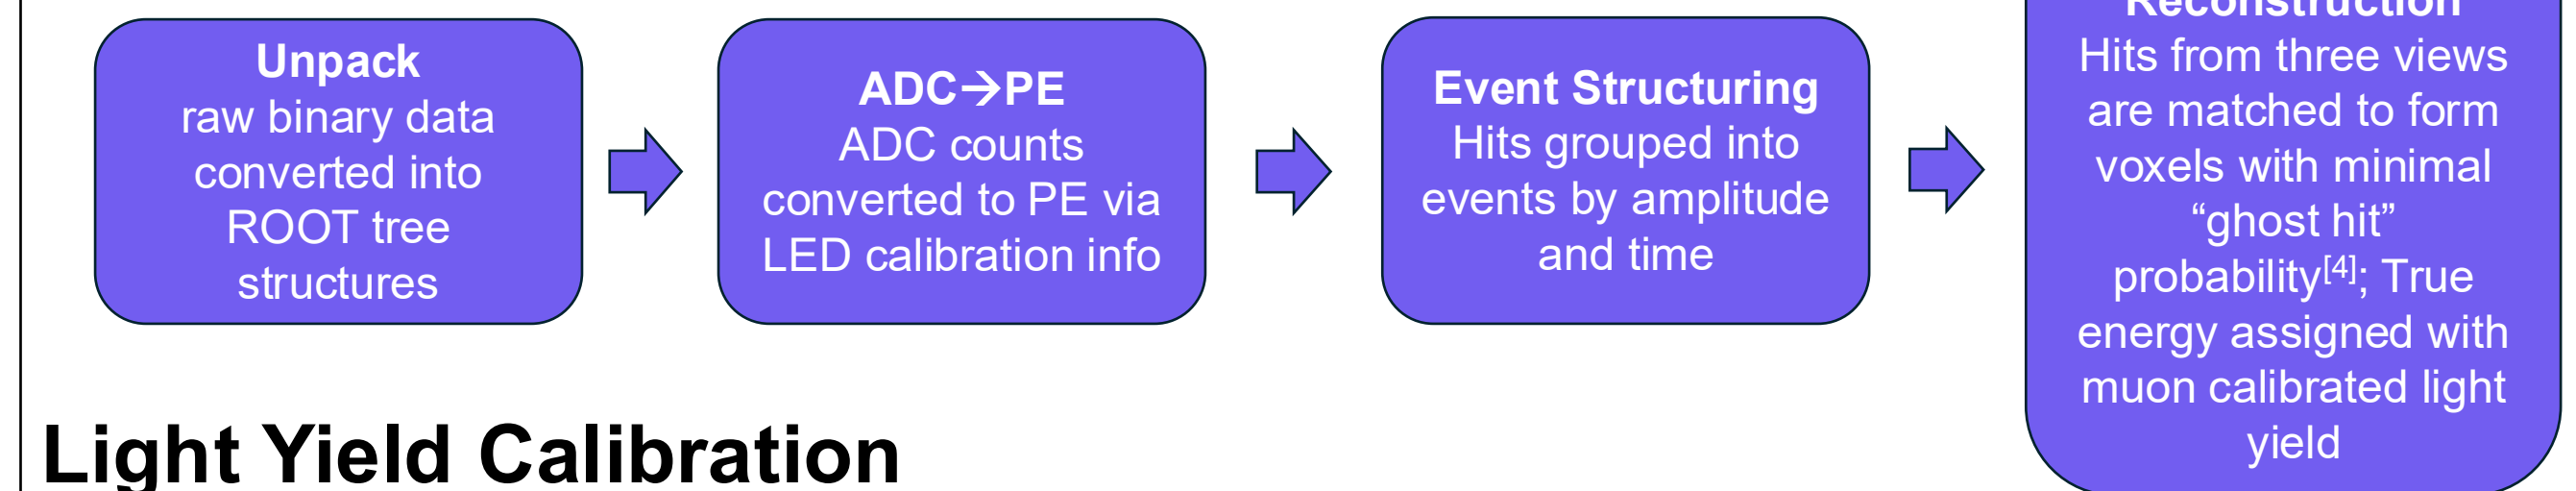 Unpack
raw binary data
converted into
ROOT tree
structures
ADC→PE
ADC counts
converted to PE via
LED calibration info
Event Structuring
Hits grouped into
events by amplitude
and time
Reconstruction
Hits from three views
are matched to form
voxels with minimal
“ghost hit”
probability[4]; True
energy assigned with
muon calibrated light
yield
Light Yield Calibration